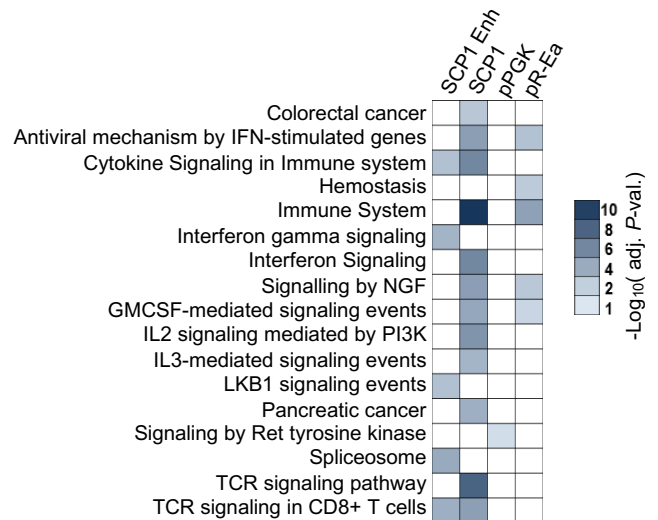 SCP1 Enh
SCP1
pPGK
pR-Ea
Colorectal cancer
Antiviral mechanism by IFN-stimulated genes
Cytokine Signaling in Immune system
Hemostasis
Immune System
Interferon gamma signaling
Interferon Signaling
Signalling by NGF
GMCSF-mediated signaling events
IL2 signaling mediated by PI3K
IL3-mediated signaling events
LKB1 signaling events
Pancreatic cancer
Signaling by Ret tyrosine kinase
Spliceosome
TCR signaling pathway
TCR signaling in CD8+ T cells
10
8
6
4
2
1
-Log₁₀( adj. P-val.)